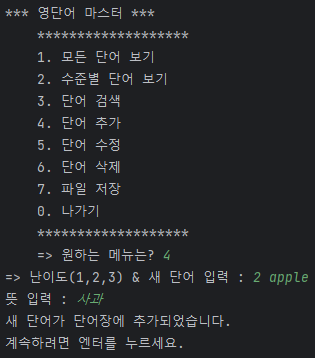 *** 영단어 마스터 ***
*******************
1. 모든 단어 보기
2. 수준별 단어 보기
3. 단어 검색
4. 단어 추가
5. 단어 수정
6. 단어 삭제
7. 파일 저장
0. 나가기
*******************
=> 원하는 메뉴는? 4
=> 난이도(1,2,3) & 새 단어 입력 : 2 apple
뜻 입력 : 사과
새 단어가 단어장에 추가되었습니다.
계속하려면 엔터를 누르세요.